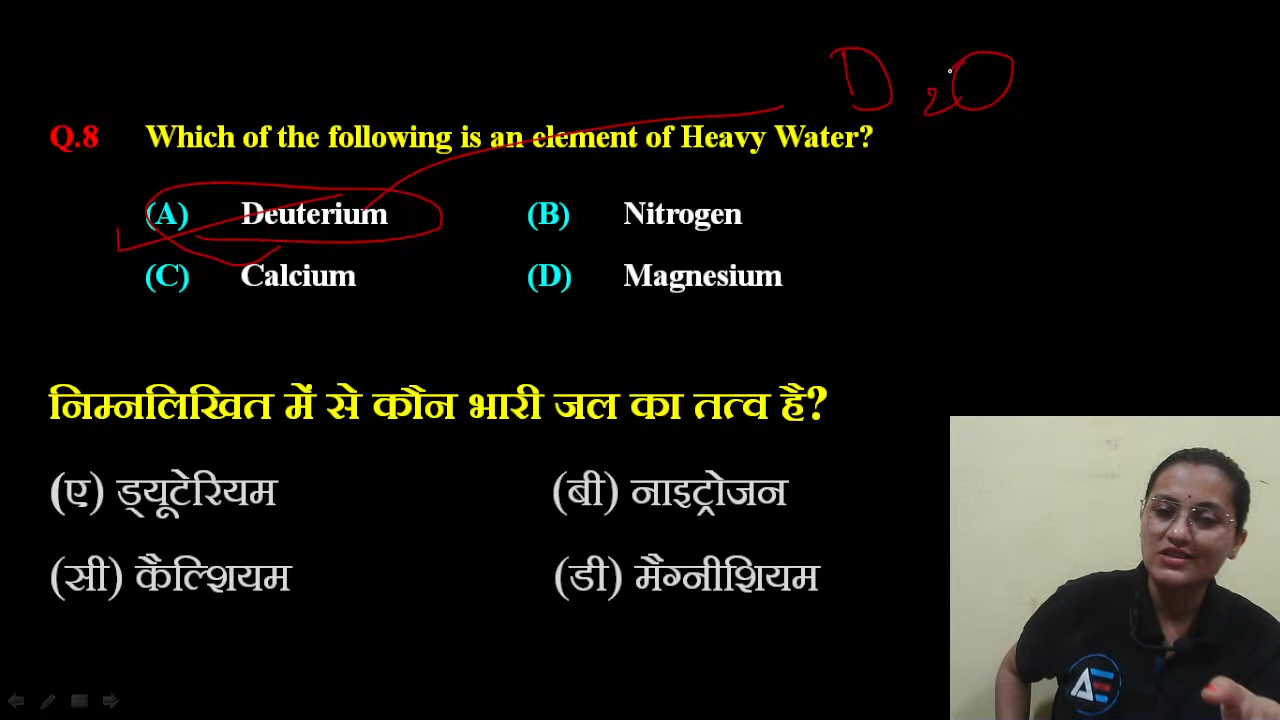 D₂O
Q.8 Which of the following is an element of Heavy Water?
(A) Deuterium (B) Nitrogen
(C) Calcium (D) Magnesium
निम्नलिखित में से कौन भारी जल का तत्व है?
(ए) ड्यूटेरियम (बी) नाइट्रोजन
(सी) कैल्शियम (डी) मैग्नीशियम
AE